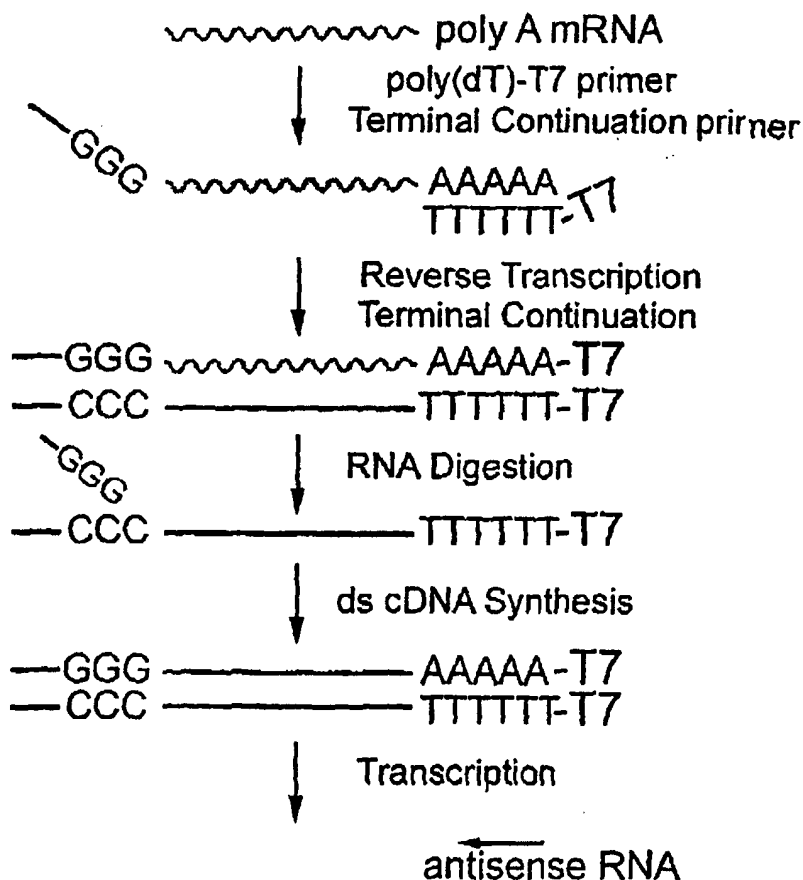 poly A mRNA
poly(dT)-T7 primer
Terminal Continuation primer
GGG
AAAAA
TTTTTT-T7
Reverse Transcription
Terminal Continuation
GGG AAAAA-T7
CCC TTTTTT-T7
GGG
RNA Digestion
CCC TTTTTT-T7
ds cDNA Synthesis
GGG AAAAA-T7
CCC TTTTTT-T7
Transcription
antisense RNA